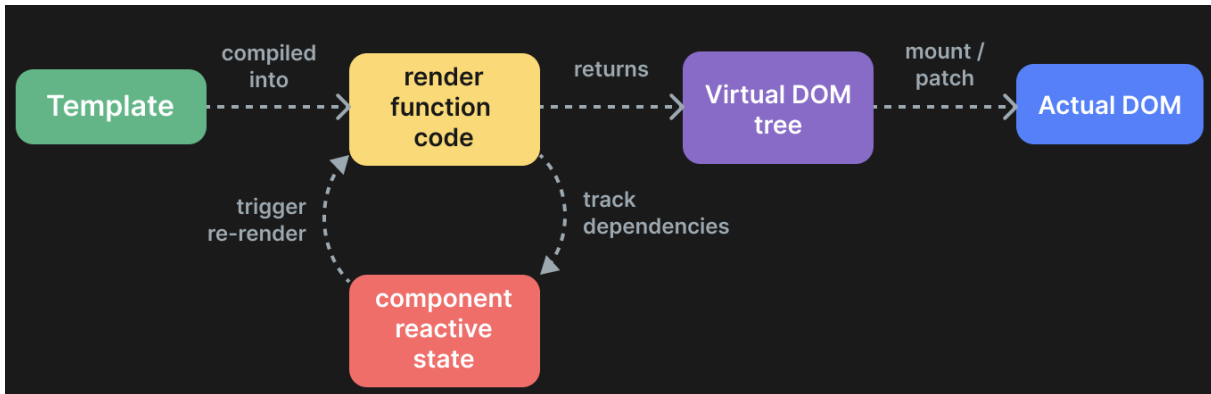 Template
compiled
into
render
function
code
returns
Virtual DOM
tree
mount /
patch
Actual DOM
trigger
re-render
track
dependencies
component
reactive
state